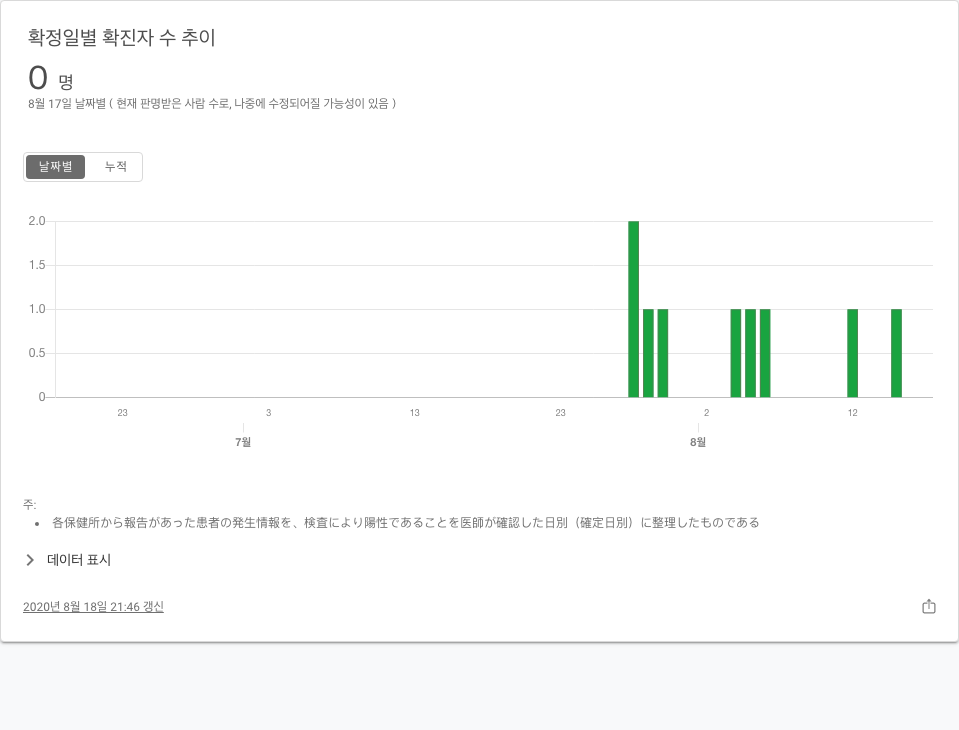 확정일별 확진자 수 추이
0 명
8월 17일 날짜별 ( 현재 판명받은 사람 수로, 나중에 수정되어질 가능성이 있음 )
날짜별 누적
2.0
1.5
1.0
0.5
0
23 3 13 23 2 12
7월 8월
주:
• 各保健所から報告があった患者の発生情報を、検査により陽性であることを医師が確認した日別（確定日別）に整理したものである
데이터 표시
2020년 8월 18일 21:46 갱신